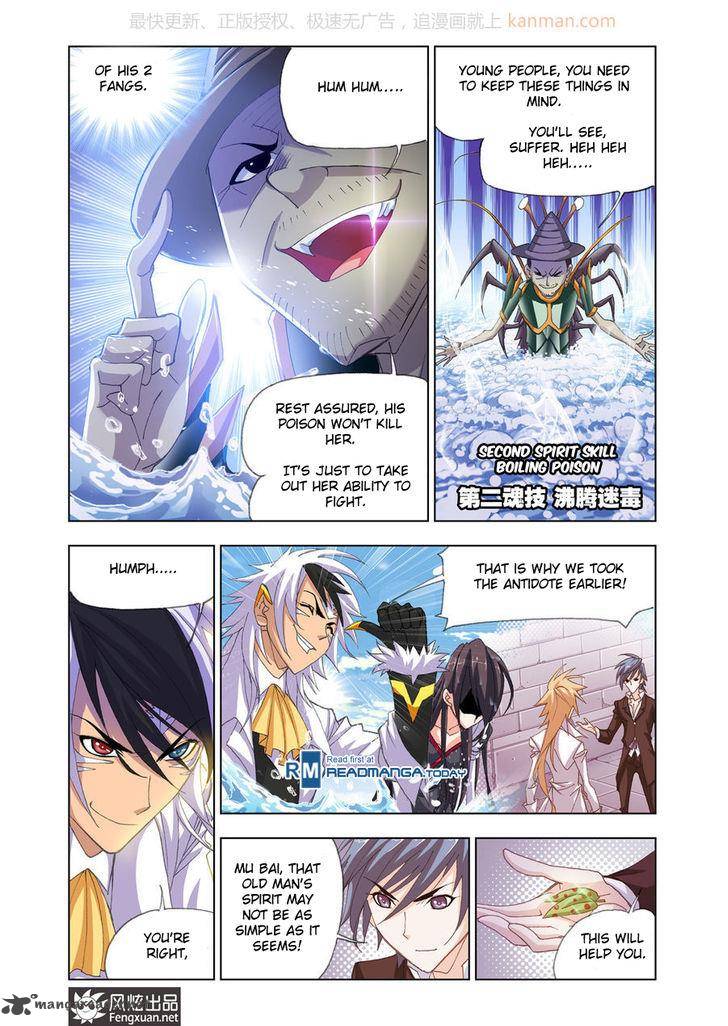 最快更新、正版授权、极速无广告，追漫画就上 kanman.com
OF HIS 2
FANGS.
HUM HUM.....
REST ASSURED, HIS
POISON WON'T KILL
HER.
IT'S JUST TO TAKE
OUT HER ABILITY TO
FIGHT.
YOUNG PEOPLE, YOU NEED
TO KEEP THESE THINGS IN
MIND.
YOU'LL SEE,
SUFFER. HEH HEH
HEH.....
SECOND SPIRIT SKILL
BOILING POISON
第二魂技 沸腾迷毒
HUMPH.....
YOU'RE
RIGHT,
THAT IS WHY WE TOOK
THE ANTIDOTE EARLIER!
RM
Read first at
READMANGA.TODAY
MU BAI, THAT
OLD MAN'S
SPIRIT MAY
NOT BE AS
SIMPLE AS IT
SEEMS!
THIS WILL
HELP YOU.
风炫出品
Fengxuan.net